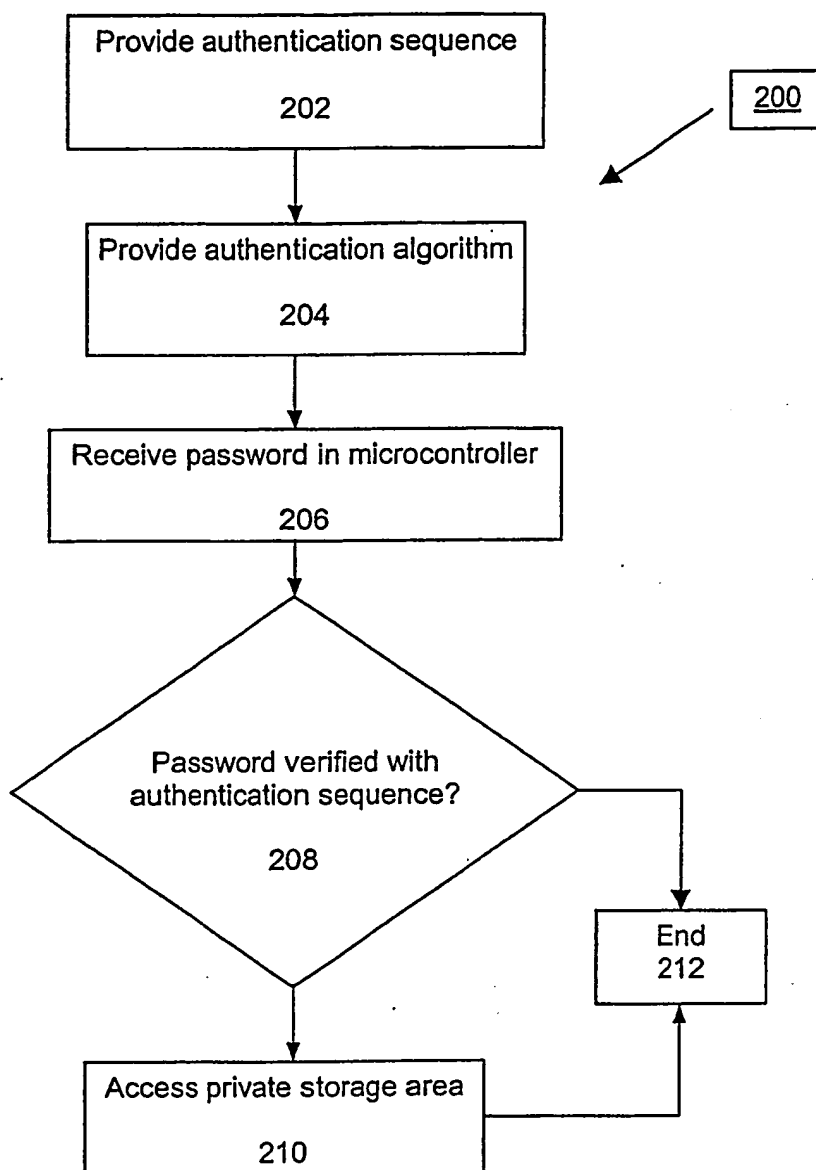 Provide authentication sequence
202
200
Provide authentication algorithm
204
Receive password in microcontroller
206
Password verified with
authentication sequence?
208
End
212
Access private storage area
210